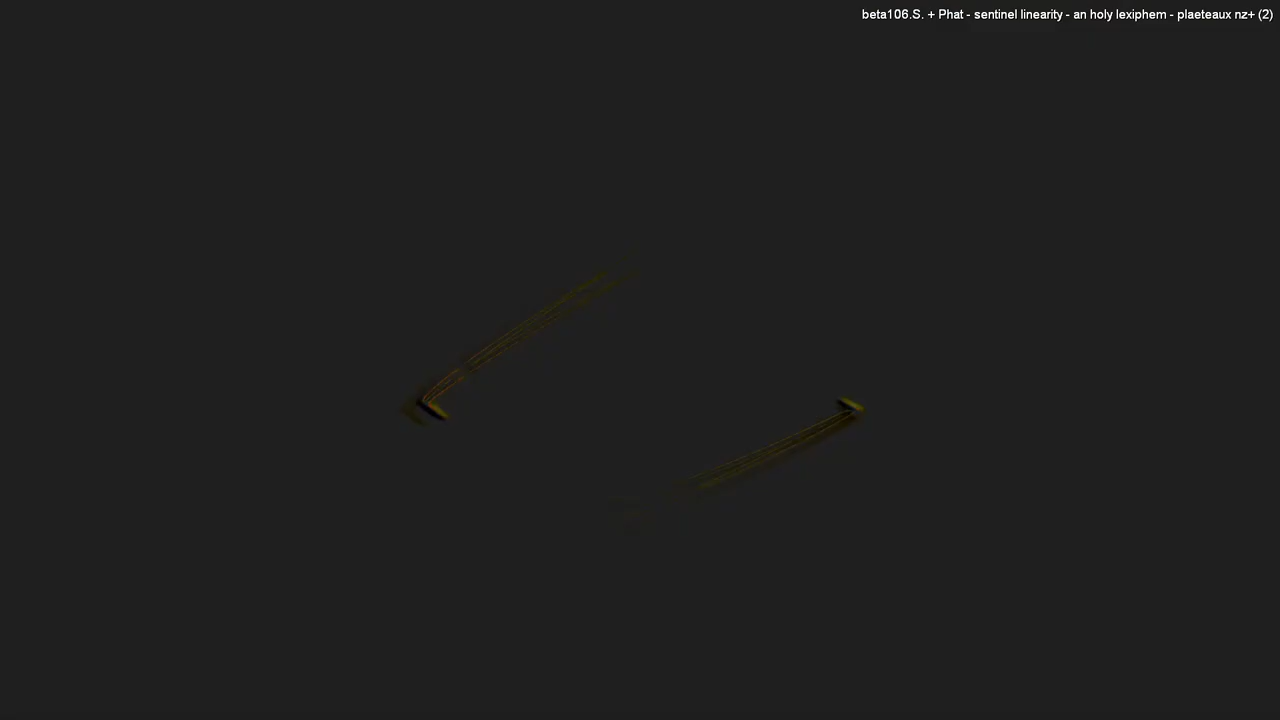 beta106.S. + Phat - sentinel linearity - an holy lexiphem - plaeteaux nz+ (2)